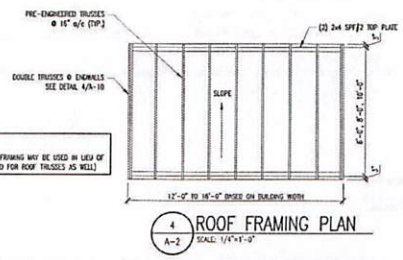 PRE-ENGINEERED TRUSSES
@ 16" o/c (TYP.)
(2) 2x4 SPF#2 TOP PLATE
3"
DOUBLE TRUSSES @ ENDWALLS
SEE DETAIL 4/A-10
SLOPE
6'-0", 8'-0", 10'-0"
FRAMING MAY BE USED IN LIEU OF
D FOR ROOF TRUSSES AS WELL)
3"
12'-0" TO 16'-0" BASED ON BUILDING WIDTH
4
A-2
ROOF FRAMING PLAN
SCALE: 1/4"=1'-0"